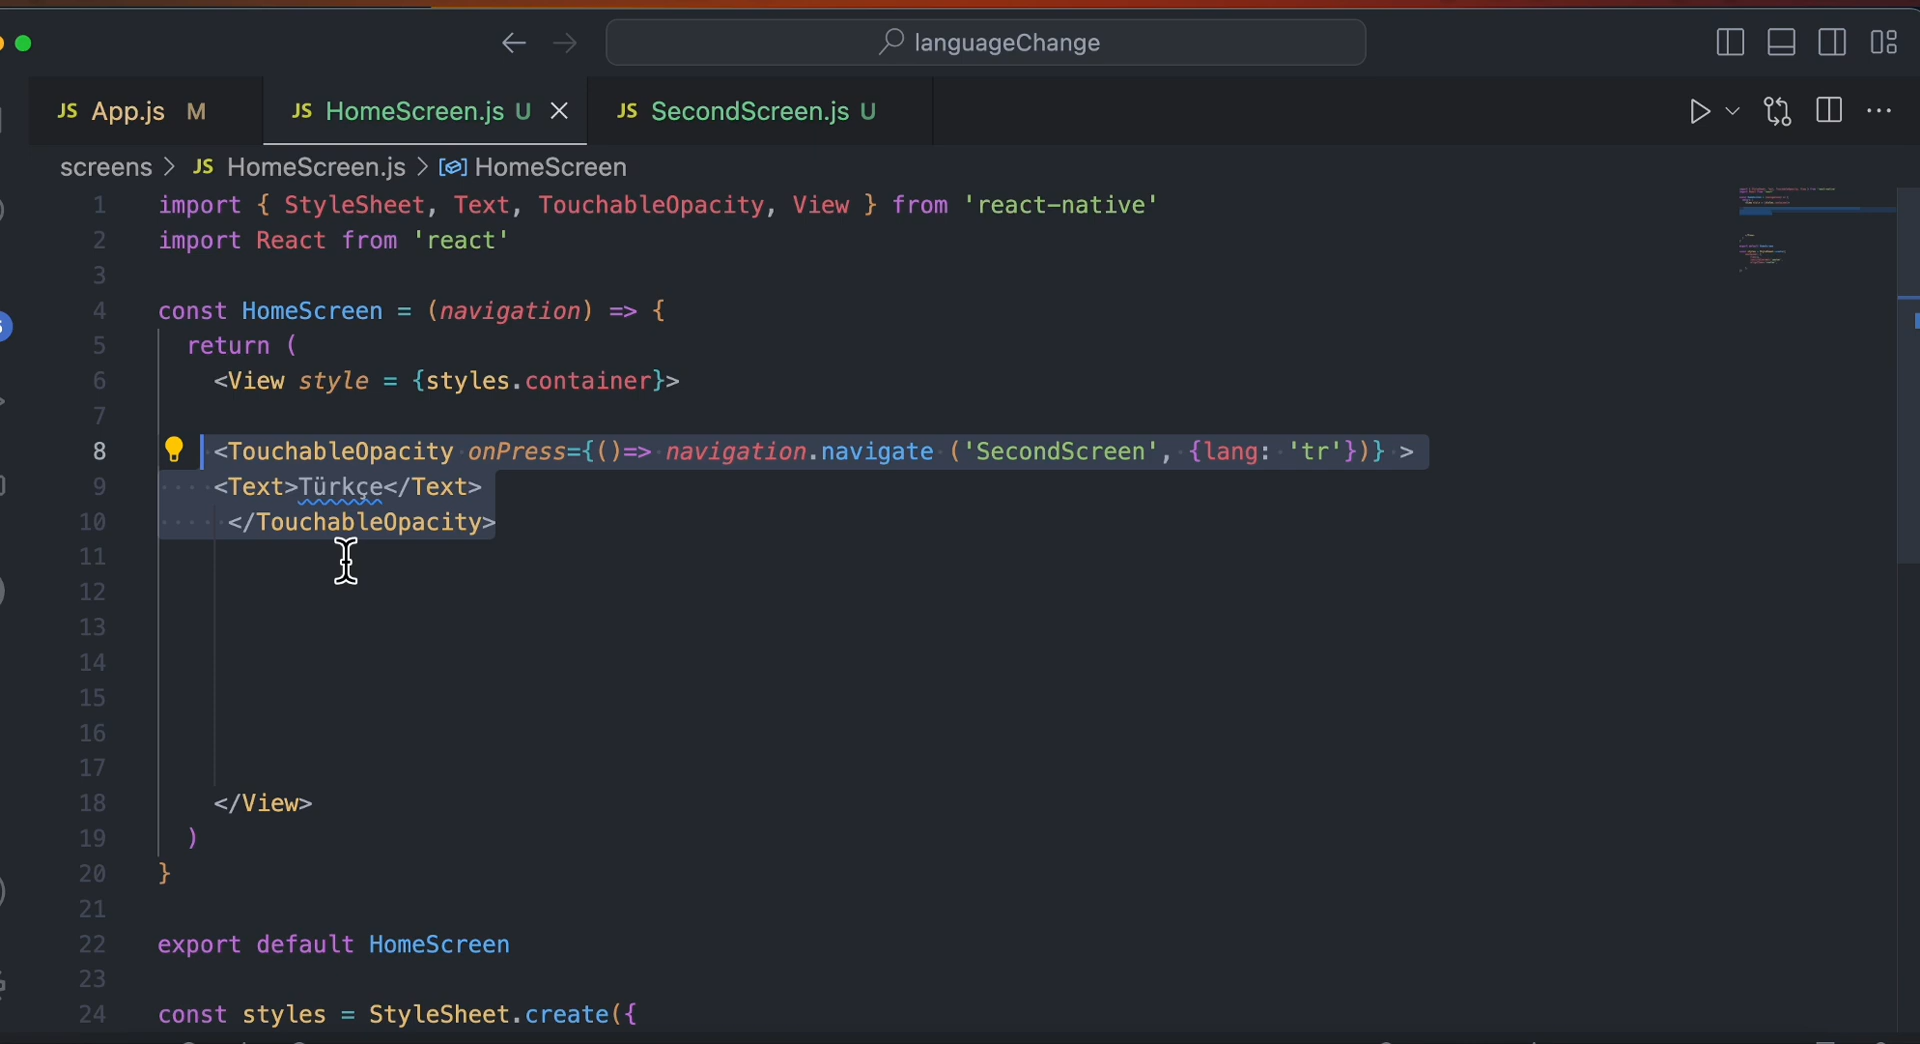 languageChange
JS App.js M JS HomeScreen.js U JS SecondScreen.js U
screens > JS HomeScreen.js > HomeScreen
1 import { StyleSheet, Text, TouchableOpacity, View } from 'react-native'
2 import React from 'react'
3
4 const HomeScreen = (navigation) => {
5 return (
6 <View style = {styles.container}>
7
8 <TouchableOpacity onPress={()=> navigation.navigate ('SecondScreen', {lang: 'tr'})} >
9 <Text>Türkçe</Text>
10 </TouchableOpacity>
11
12
13
14
15
16
17
18 </View>
19 )
20 }
21
22 export default HomeScreen
23
24 const styles = StyleSheet.create({